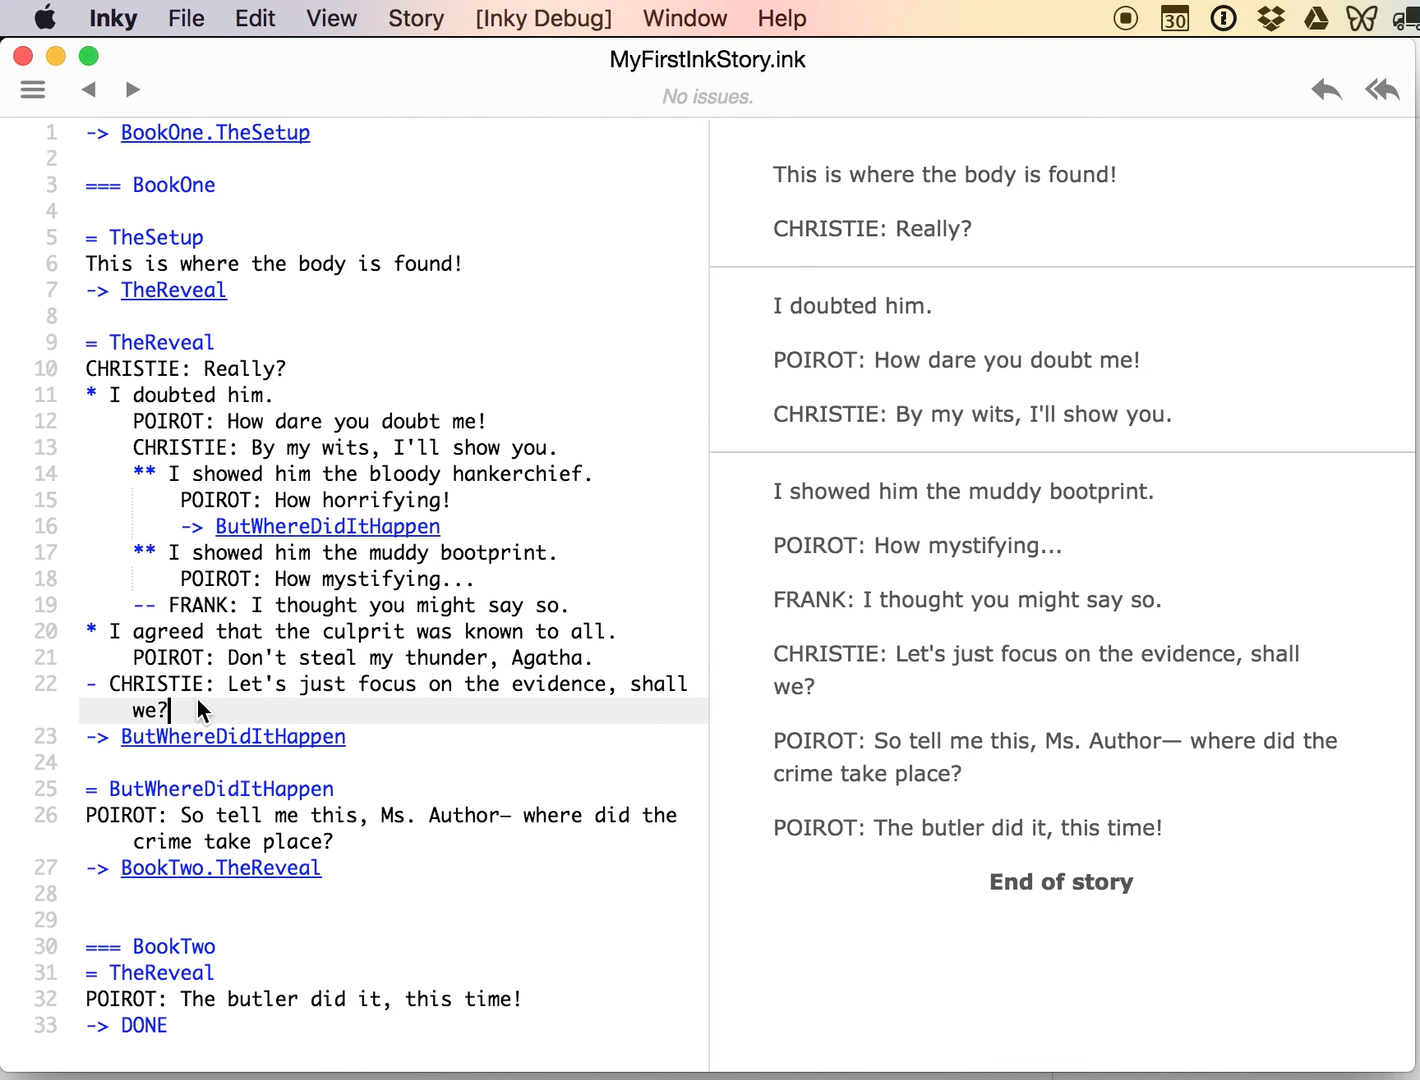 Inky File Edit View Story [Inky Debug] Window Help 30
MyFirstInkStory.ink
No issues.
1 -> BookOne.TheSetup
2
3 === BookOne
4
5 = TheSetup
6 This is where the body is found!
7 -> TheReveal
8
9 = TheReveal
10 CHRISTIE: Really?
11 * I doubted him.
12 POIROT: How dare you doubt me!
13 CHRISTIE: By my wits, I'll show you.
14 ** I showed him the bloody hankerchief.
15 POIROT: How horrifying!
16 -> ButWhereDidItHappen
17 ** I showed him the muddy bootprint.
18 POIROT: How mystifying...
19 -- FRANK: I thought you might say so.
20 * I agreed that the culprit was known to all.
21 POIROT: Don't steal my thunder, Agatha.
22 - CHRISTIE: Let's just focus on the evidence, shall
we?
23 -> ButWhereDidItHappen
24
25 = ButWhereDidItHappen
26 POIROT: So tell me this, Ms. Author— where did the
crime take place?
27 -> BookTwo.TheReveal
28
29
30 === BookTwo
31 = TheReveal
32 POIROT: The butler did it, this time!
33 -> DONE
This is where the body is found!
CHRISTIE: Really?
I doubted him.
POIROT: How dare you doubt me!
CHRISTIE: By my wits, I'll show you.
I showed him the muddy bootprint.
POIROT: How mystifying...
FRANK: I thought you might say so.
CHRISTIE: Let's just focus on the evidence, shall
we?
POIROT: So tell me this, Ms. Author— where did the
crime take place?
POIROT: The butler did it, this time!
End of story